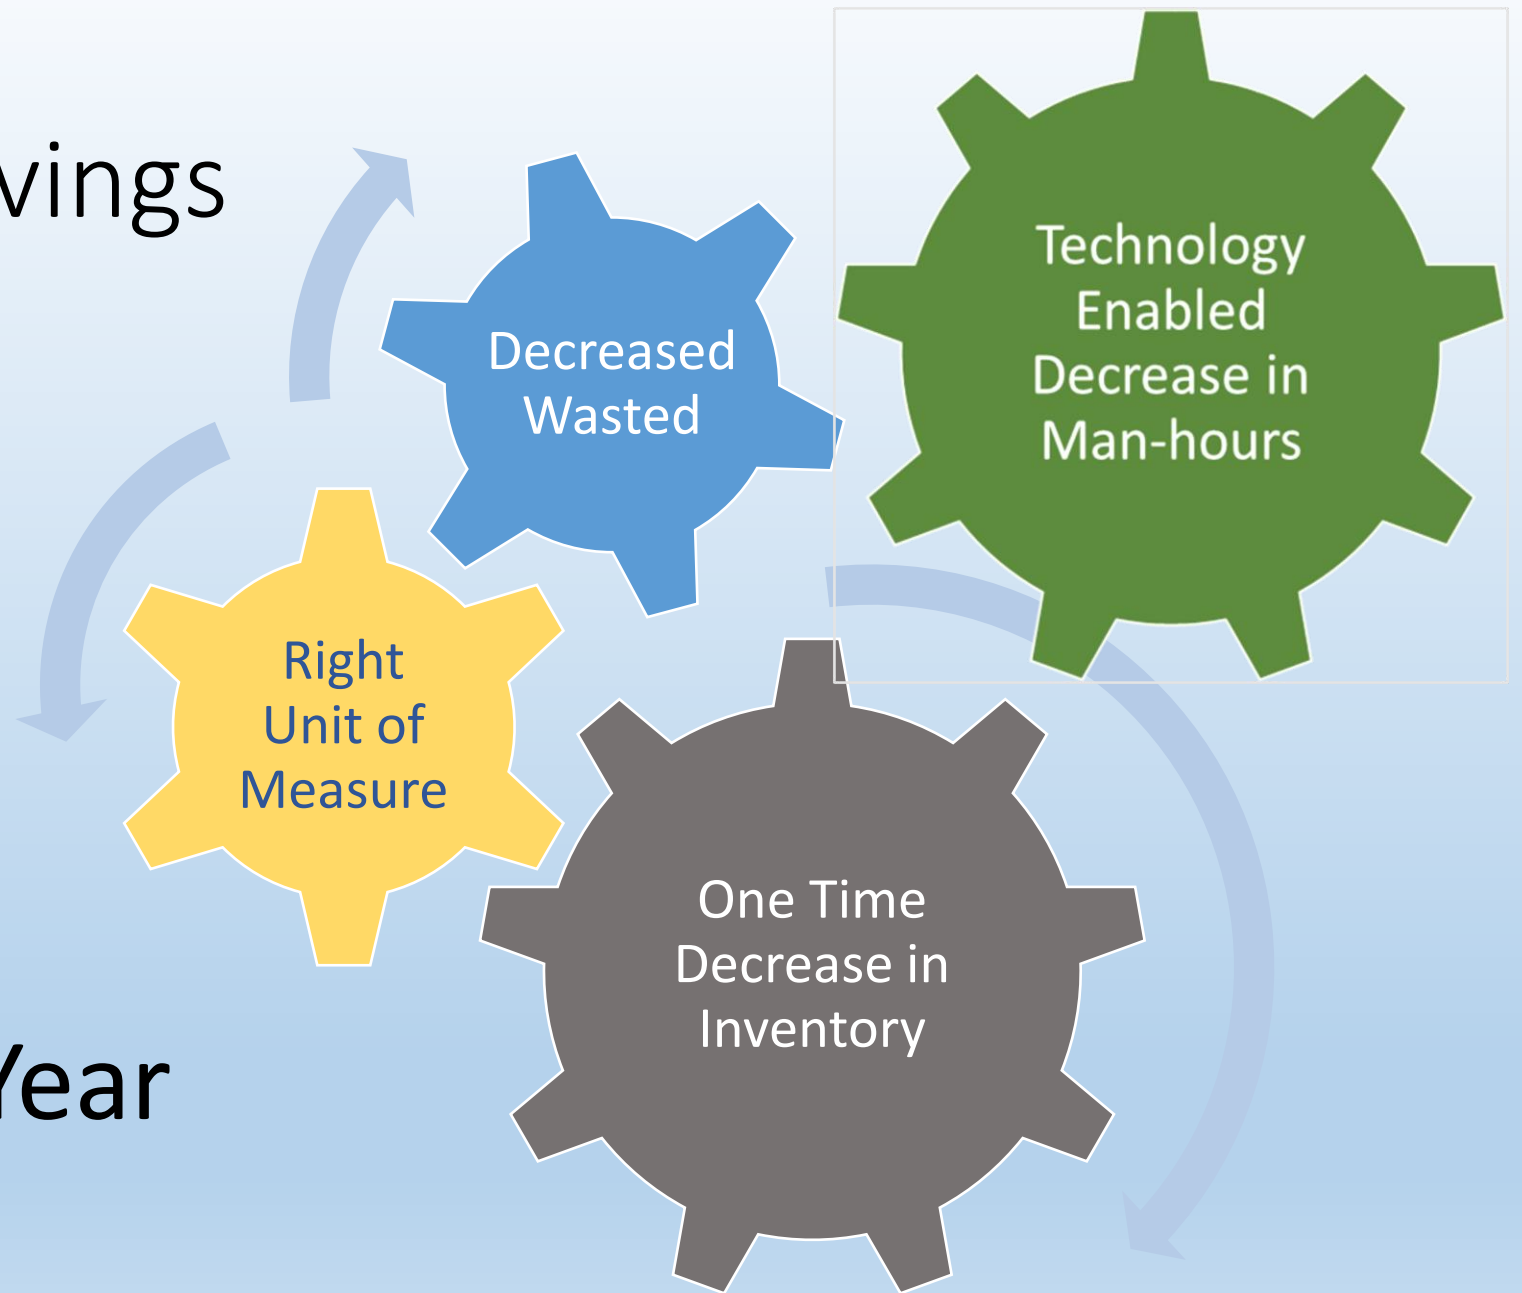 vings
Technology
Enabled
Decrease in
Man-hours
Decreased
Wasted
Right
Unit of
Measure
One Time
Decrease in
Inventory
Year